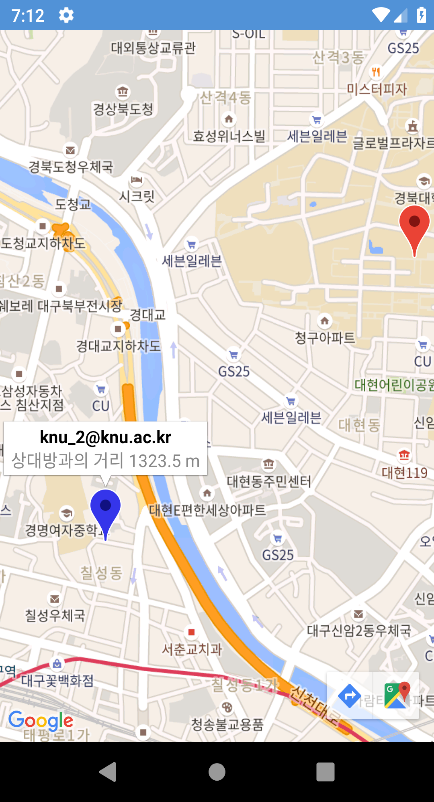 7:12
S-OIL
GS25
대외통상교류관
산격3동
미스터피자
경상북도청
산격4동
효성위너스빌
세븐일레븐
글로벌프라자
경북도청우체국
시크릿
경북대
도청교
도청교지하차도
세븐일레븐
침산2동
쉐보레 대구북부전시장
경대교
경대교지하차도
청구아파트
CU
GS25
삼성자동차
스 침산지점
CU
대현어린이공원
세븐일레븐
대현동
knu_2@knu.ac.kr
상대방과의 거리 1323.5 m
대현119
대현동주민센터
경명여자중학교
대현E편한세상아파트
GS25
칠성동
칠성우체국
대구신암2동우체국
서춘교치과
대구꽃백화점
칠성동1가
신천대로
청송불교용품
Google
태평로1가